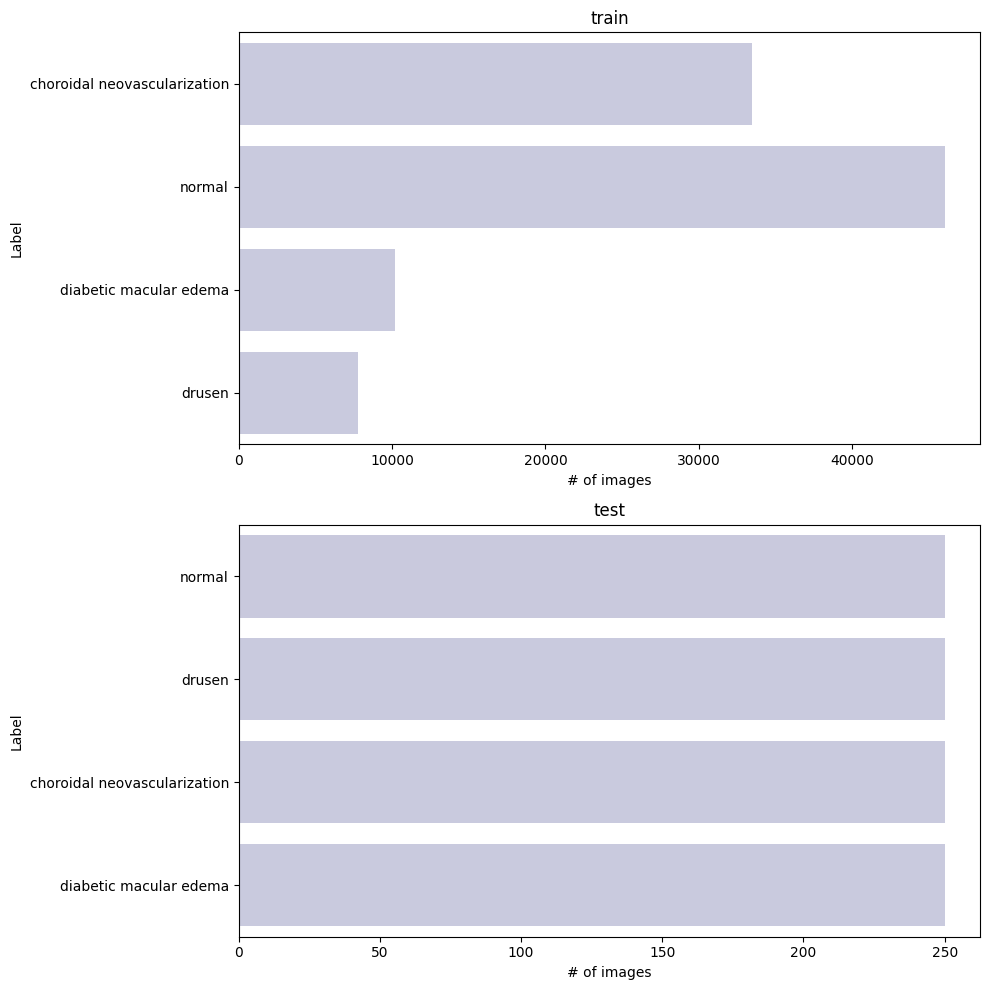 train
Label
choroidal neovascularization
normal
diabetic macular edema
drusen
0 10000 20000 30000 40000
# of images
test
Label
normal
drusen
choroidal neovascularization
diabetic macular edema
0 50 100 150 200 250
# of images